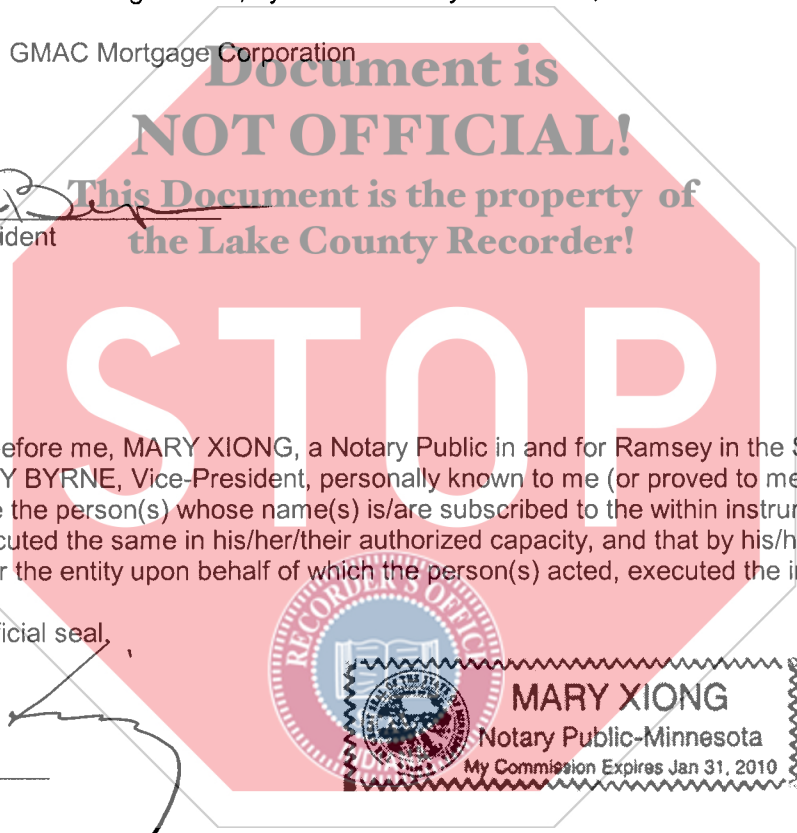 GMAC Mortgage Corporation
Document is
NOT OFFICIAL!
This Document is the property of
the Lake County Recorder!
ident
STOP
efore me, MARY XIONG, a Notary Public in and for Ramsey in the S
Y BYRNE, Vice-President, personally known to me (or proved to me
e the person(s) whose name(s) is/are subscribed to the within instru
cuted the same in his/her/their authorized capacity, and that by his/h
r the entity upon behalf of which the person(s) acted, executed the i
ficial seal,
RECORDER'S OFFICE
MARY XIONG
Notary Public-Minnesota
My Commission Expires Jan 31, 2010